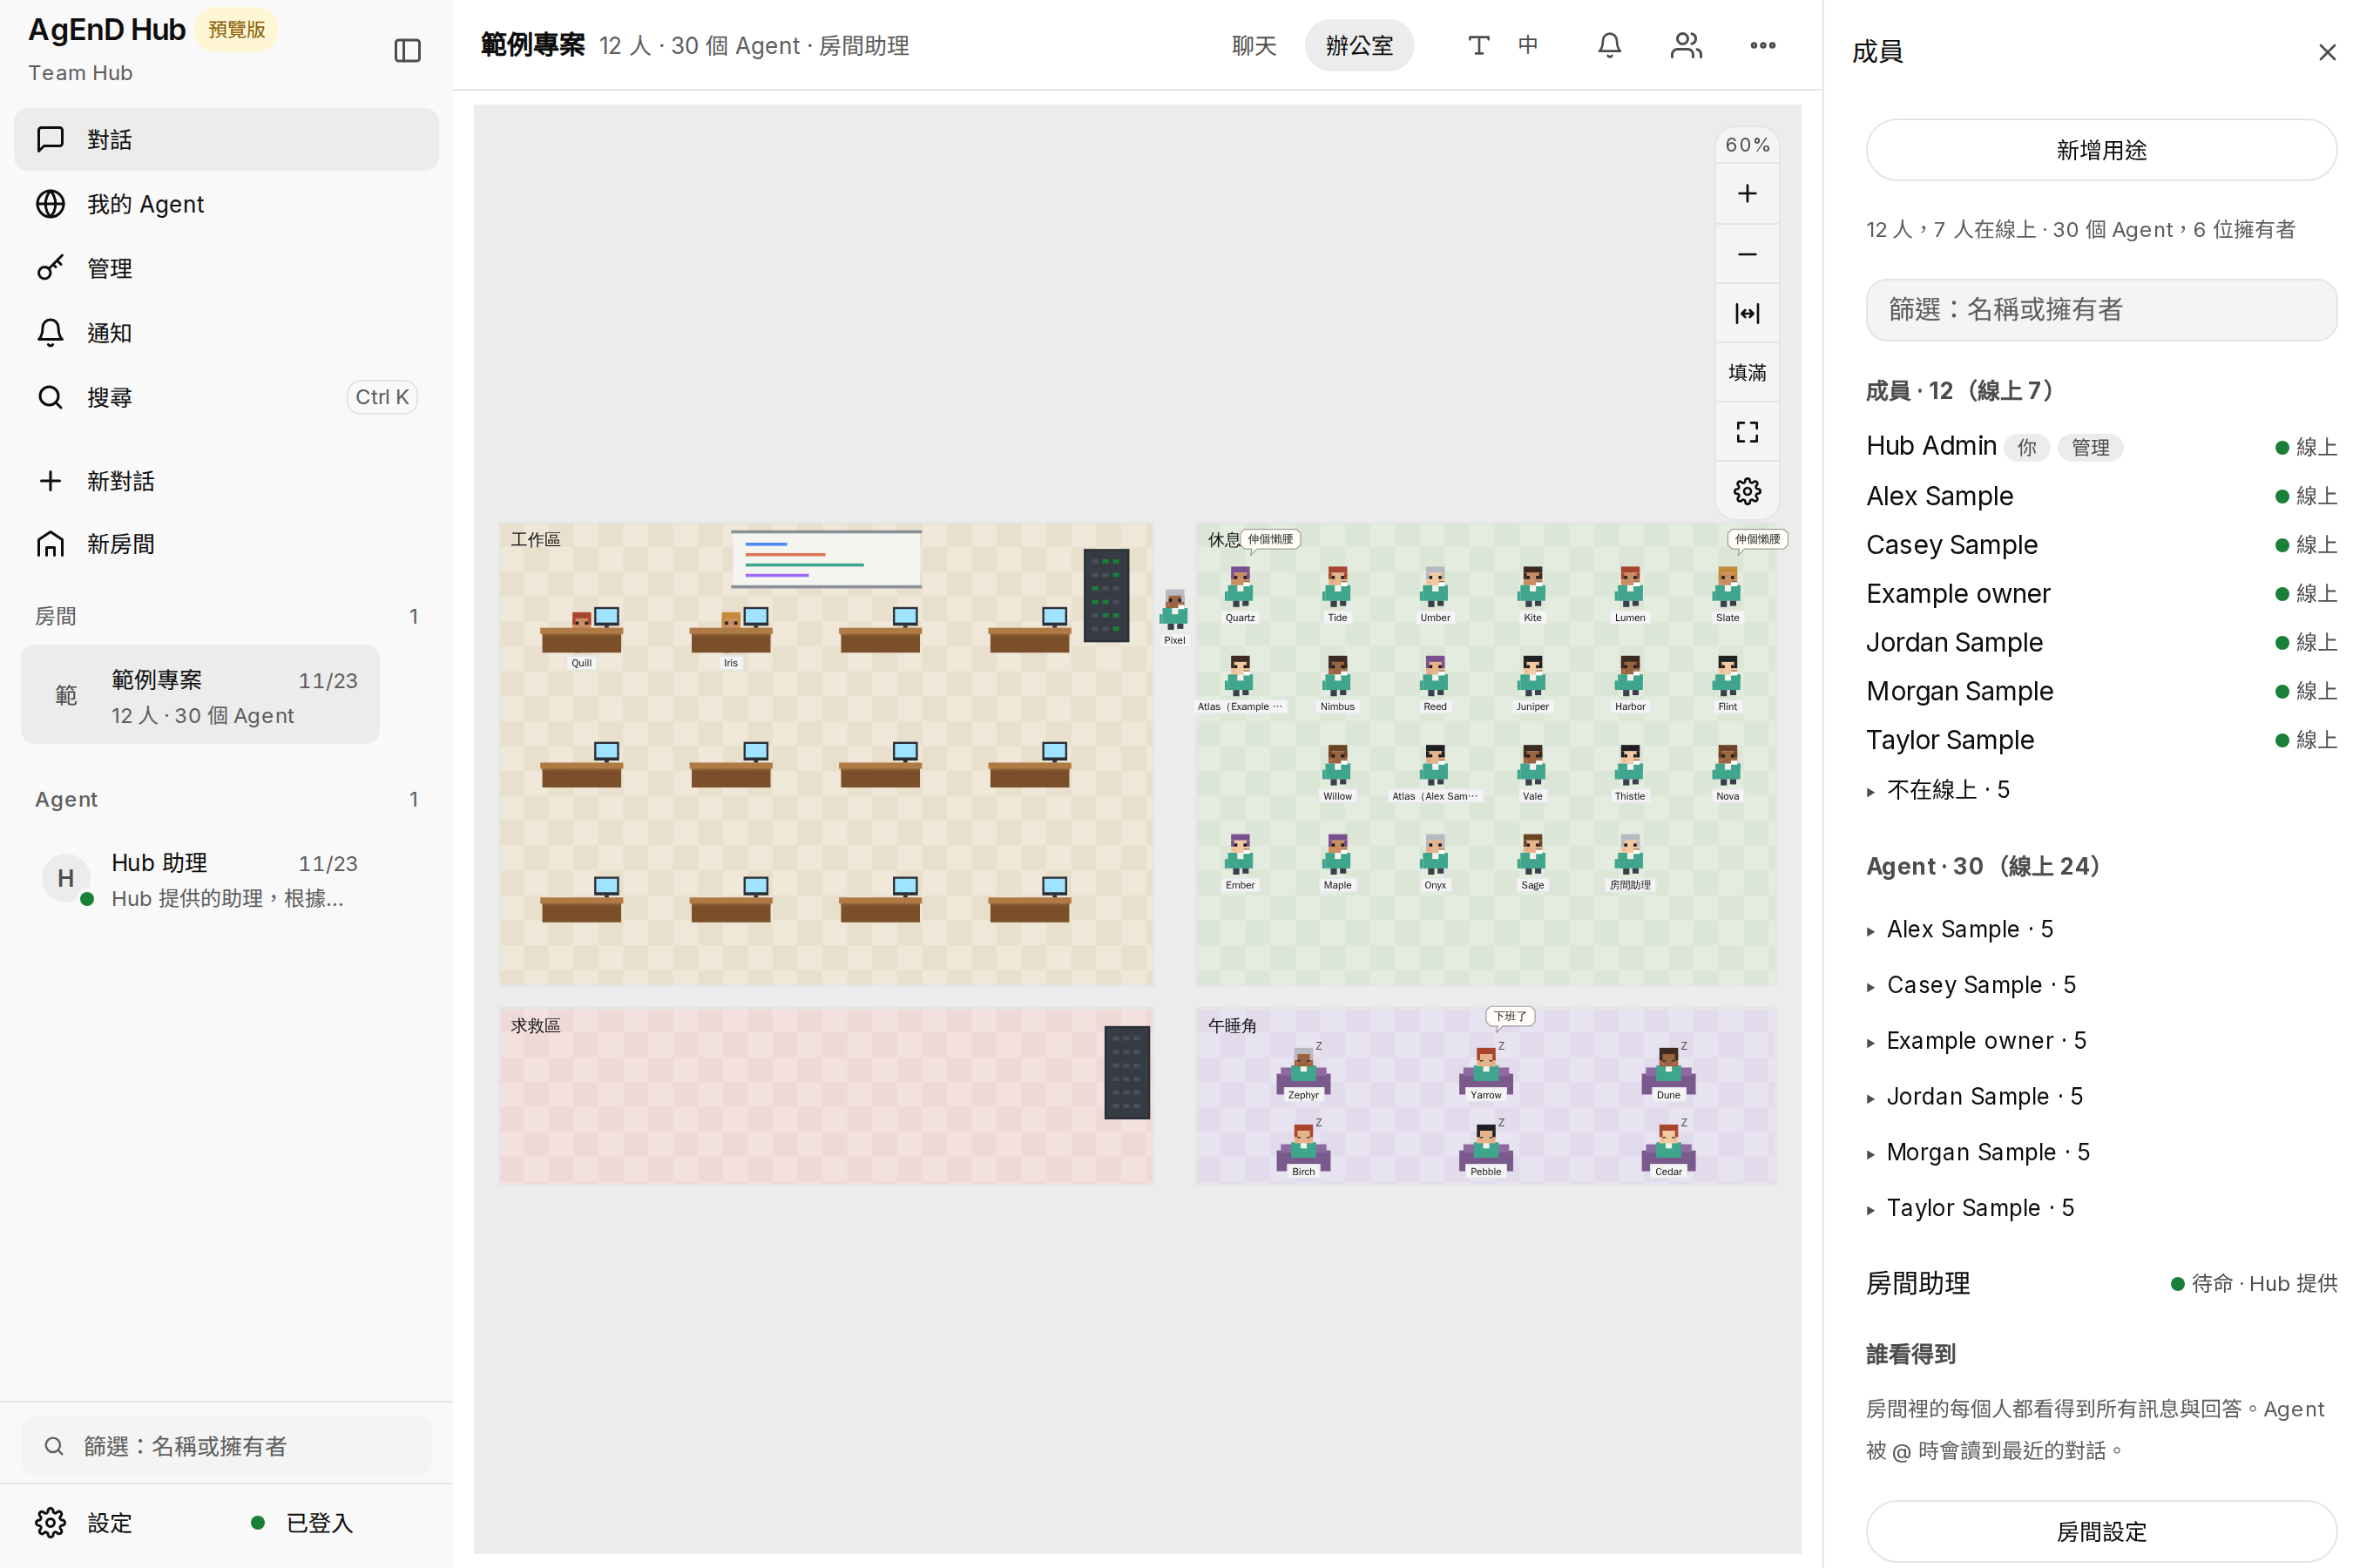 AgEnD Hub 預覽版
Team Hub
對話
我的 Agent
管理
通知
搜尋 Ctrl K
新對話
新房間
房間 1
範 範例專案 11/23
12 人 · 30 個 Agent
Agent 1
H Hub 助理 11/23
Hub 提供的助理，根據...
篩選：名稱或擁有者
設定 已登入
範例專案 12 人 · 30 個 Agent · 房間助理
聊天 辦公室 T 中
60%
填滿
工作區
Quill Iris
Pixel
休息
伸個懶腰 伸個懶腰
Quartz Tide Umber Kite Lumen Slate
Atlas（Example ⋯ Nimbus Reed Juniper Harbor Flint
Willow Atlas（Alex Sam⋯ Vale Thistle Nova
Ember Maple Onyx Sage 房間助理
求救區
午睡角 下班了
Z Z Z
Zephyr Yarrow Dune
Z Z Z
Birch Pebble Cedar
成員
新增用途
12 人，7 人在線上 · 30 個 Agent，6 位擁有者
篩選：名稱或擁有者
成員 · 12（線上 7）
Hub Admin 你 管理 線上
Alex Sample 線上
Casey Sample 線上
Example owner 線上
Jordan Sample 線上
Morgan Sample 線上
Taylor Sample 線上
不在線上 · 5
Agent · 30（線上 24）
Alex Sample · 5
Casey Sample · 5
Example owner · 5
Jordan Sample · 5
Morgan Sample · 5
Taylor Sample · 5
房間助理 待命 · Hub 提供
誰看得到
房間裡的每個人都看得到所有訊息與回答。Agent
被 @ 時會讀到最近的對話。
房間設定